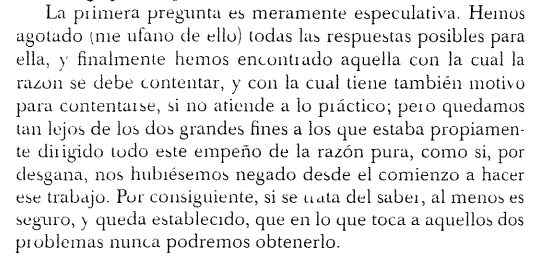 La primera pregunta es meramente especulativa. Hemos
agotado (me ufano de ello) todas las respuestas posibles para
ella, y finalmente hemos encontrado aquella con la cual la
razón se debe contentar, y con la cual tiene también motivo
para contentarse, si no atiende a lo práctico; pero quedamos
tan lejos de los dos grandes fines a los que estaba propiamen-
te dirigido todo este empeño de la razón pura, como si, por
desgana, nos hubiésemos negado desde el comienzo a hacer
ese trabajo. Por consiguiente, si se trata del saber, al menos es
seguro, y queda establecido, que en lo que toca a aquellos dos
problemas nunca podremos obtenerlo.